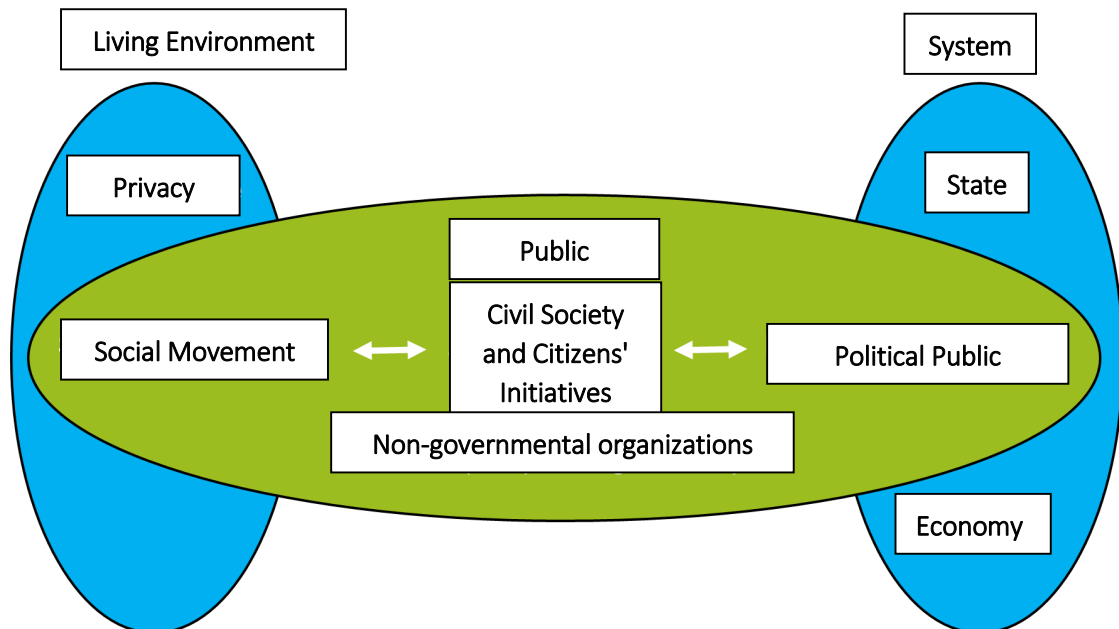 Living Environment
System
Privacy
State
Public
Civil Society
and Citizens'
Initiatives
Social Movement
Political Public
Non-governmental organizations
Economy